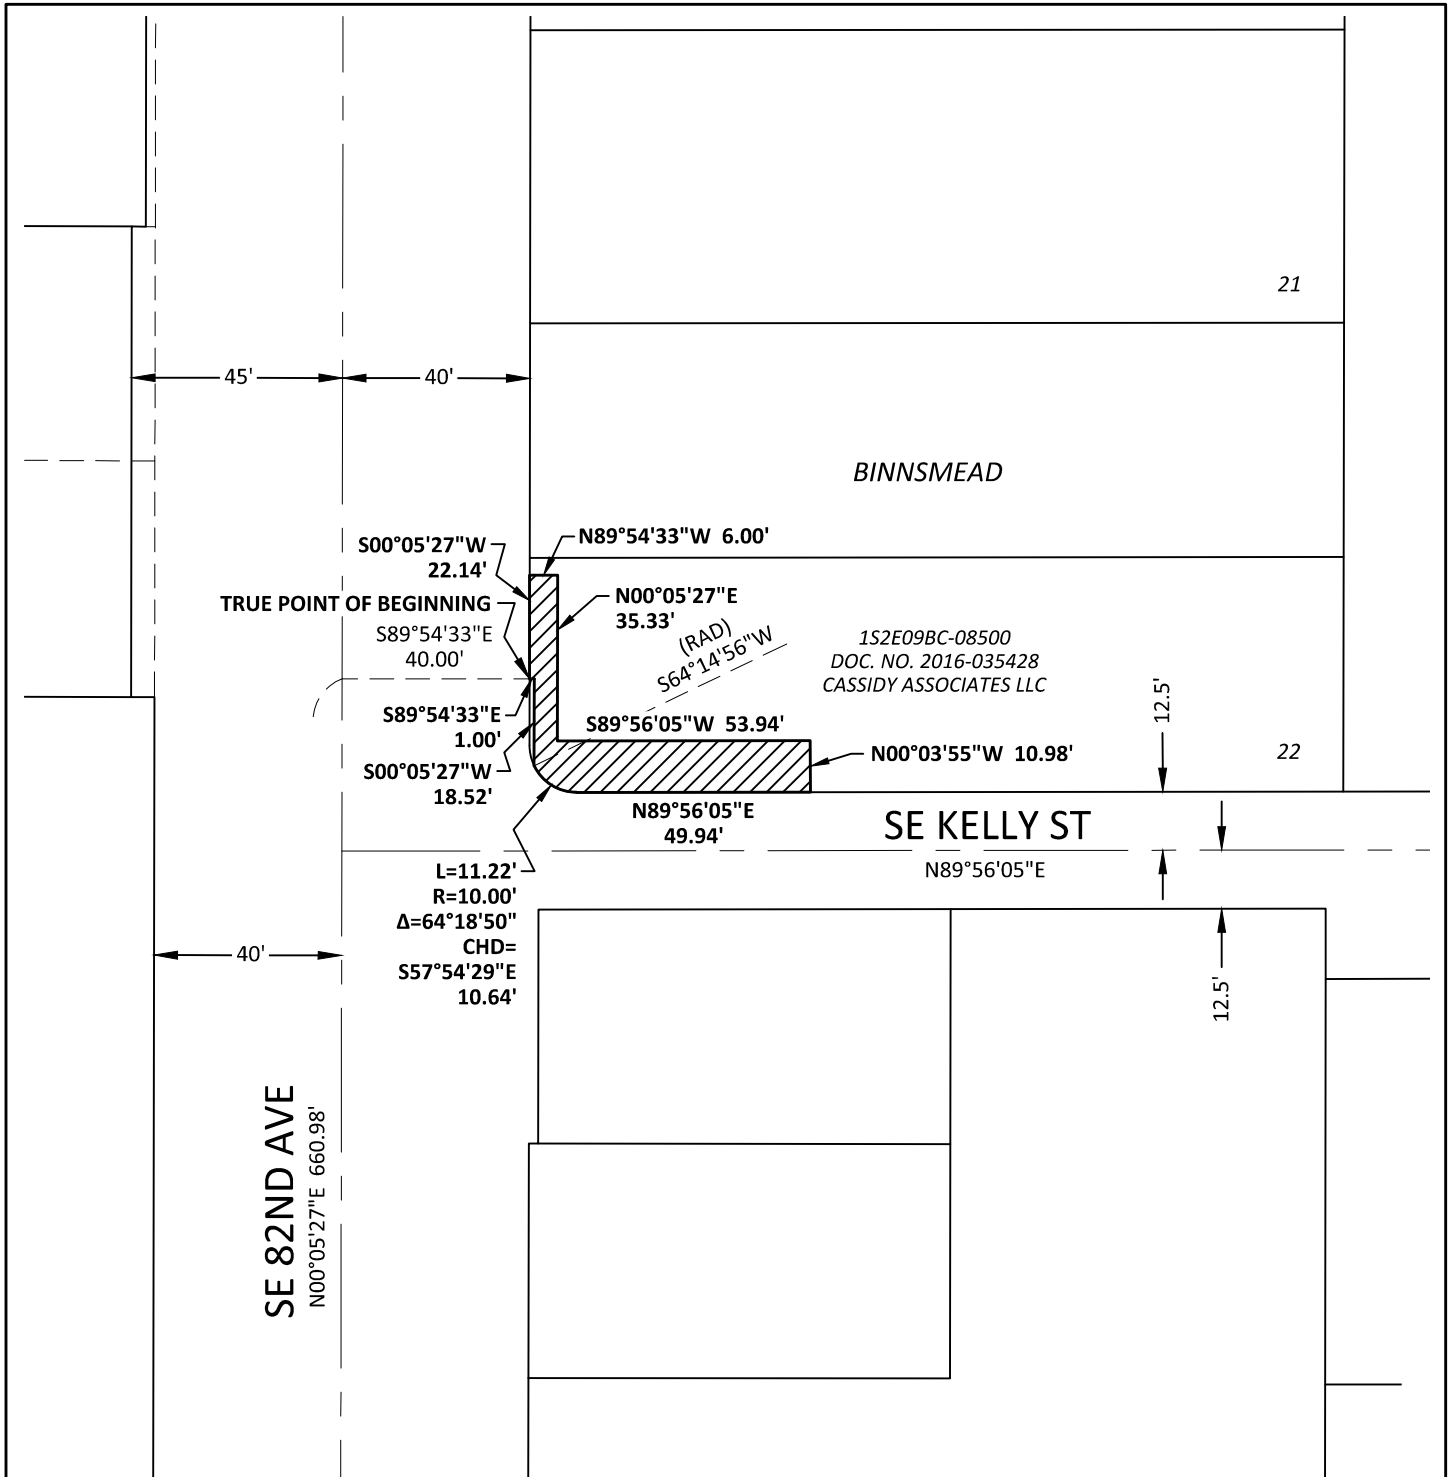 21
45'
40'
BINNSMEAD
N89°54'33"W 6.00'
S00°05'27"W
22.14'
TRUE POINT OF BEGINNING
S89°54'33"E
40.00'
N00°05'27"E
35.33'
(RAD)
S64°14'56"W
1S2E09BC-08500
DOC. NO. 2016-035428
CASSIDY ASSOCIATES LLC
S89°54'33"E
1.00'
S89°56'05"W 53.94'
12.5'
N00°03'55"W 10.98'
22
S00°05'27"W
18.52'
N89°56'05"E
49.94'
SE KELLY ST
N89°56'05"E
L=11.22'
R=10.00'
Δ=64°18'50"
CHD=
S57°54'29"E
10.64'
40'
12.5'
SE 82ND AVE
N00°05'27"E 660.98'